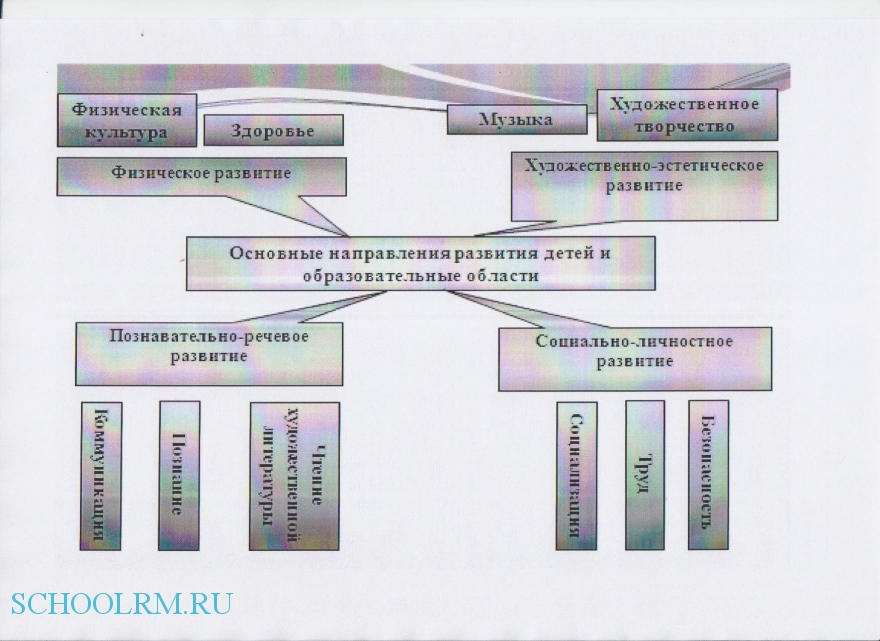 Физическая
культура
Здоровье
Музыка
Художественное
творчество
Физическое развитие
Художественно-эстетическое
развитие
Основные направления развития детей и
образовательные области
Познавательно-речевое
развитие
Социально-личностное
развитие
Коммуникация
Познание
Чтение
художественной
литературы
Социализация
Труд
Безопасность
SCHOOLRM.RU